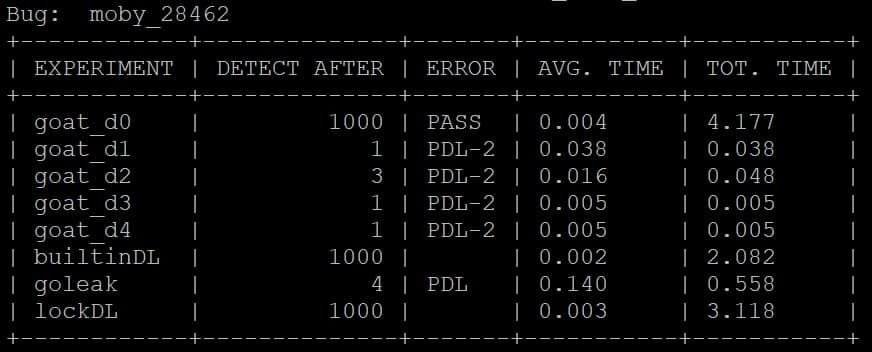 Bug:  moby_28462
+------------+--------------+-------+-----------+-----------+
| EXPERIMENT | DETECT AFTER | ERROR | AVG. TIME | TOT. TIME |
+------------+--------------+-------+-----------+-----------+
| goat_d0    |         1000 | PASS  | 0.004     | 4.177     |
| goat_d1    |            1 | PDL-2 | 0.038     | 0.038     |
| goat_d2    |            3 | PDL-2 | 0.016     | 0.048     |
| goat_d3    |            1 | PDL-2 | 0.005     | 0.005     |
| goat_d4    |            1 | PDL-2 | 0.005     | 0.005     |
| builtinDL  |         1000 |       | 0.002     | 2.082     |
| goleak     |            4 | PDL   | 0.140     | 0.558     |
| lockDL     |         1000 |       | 0.003     | 3.118     |
+------------+--------------+-------+-----------+-----------+